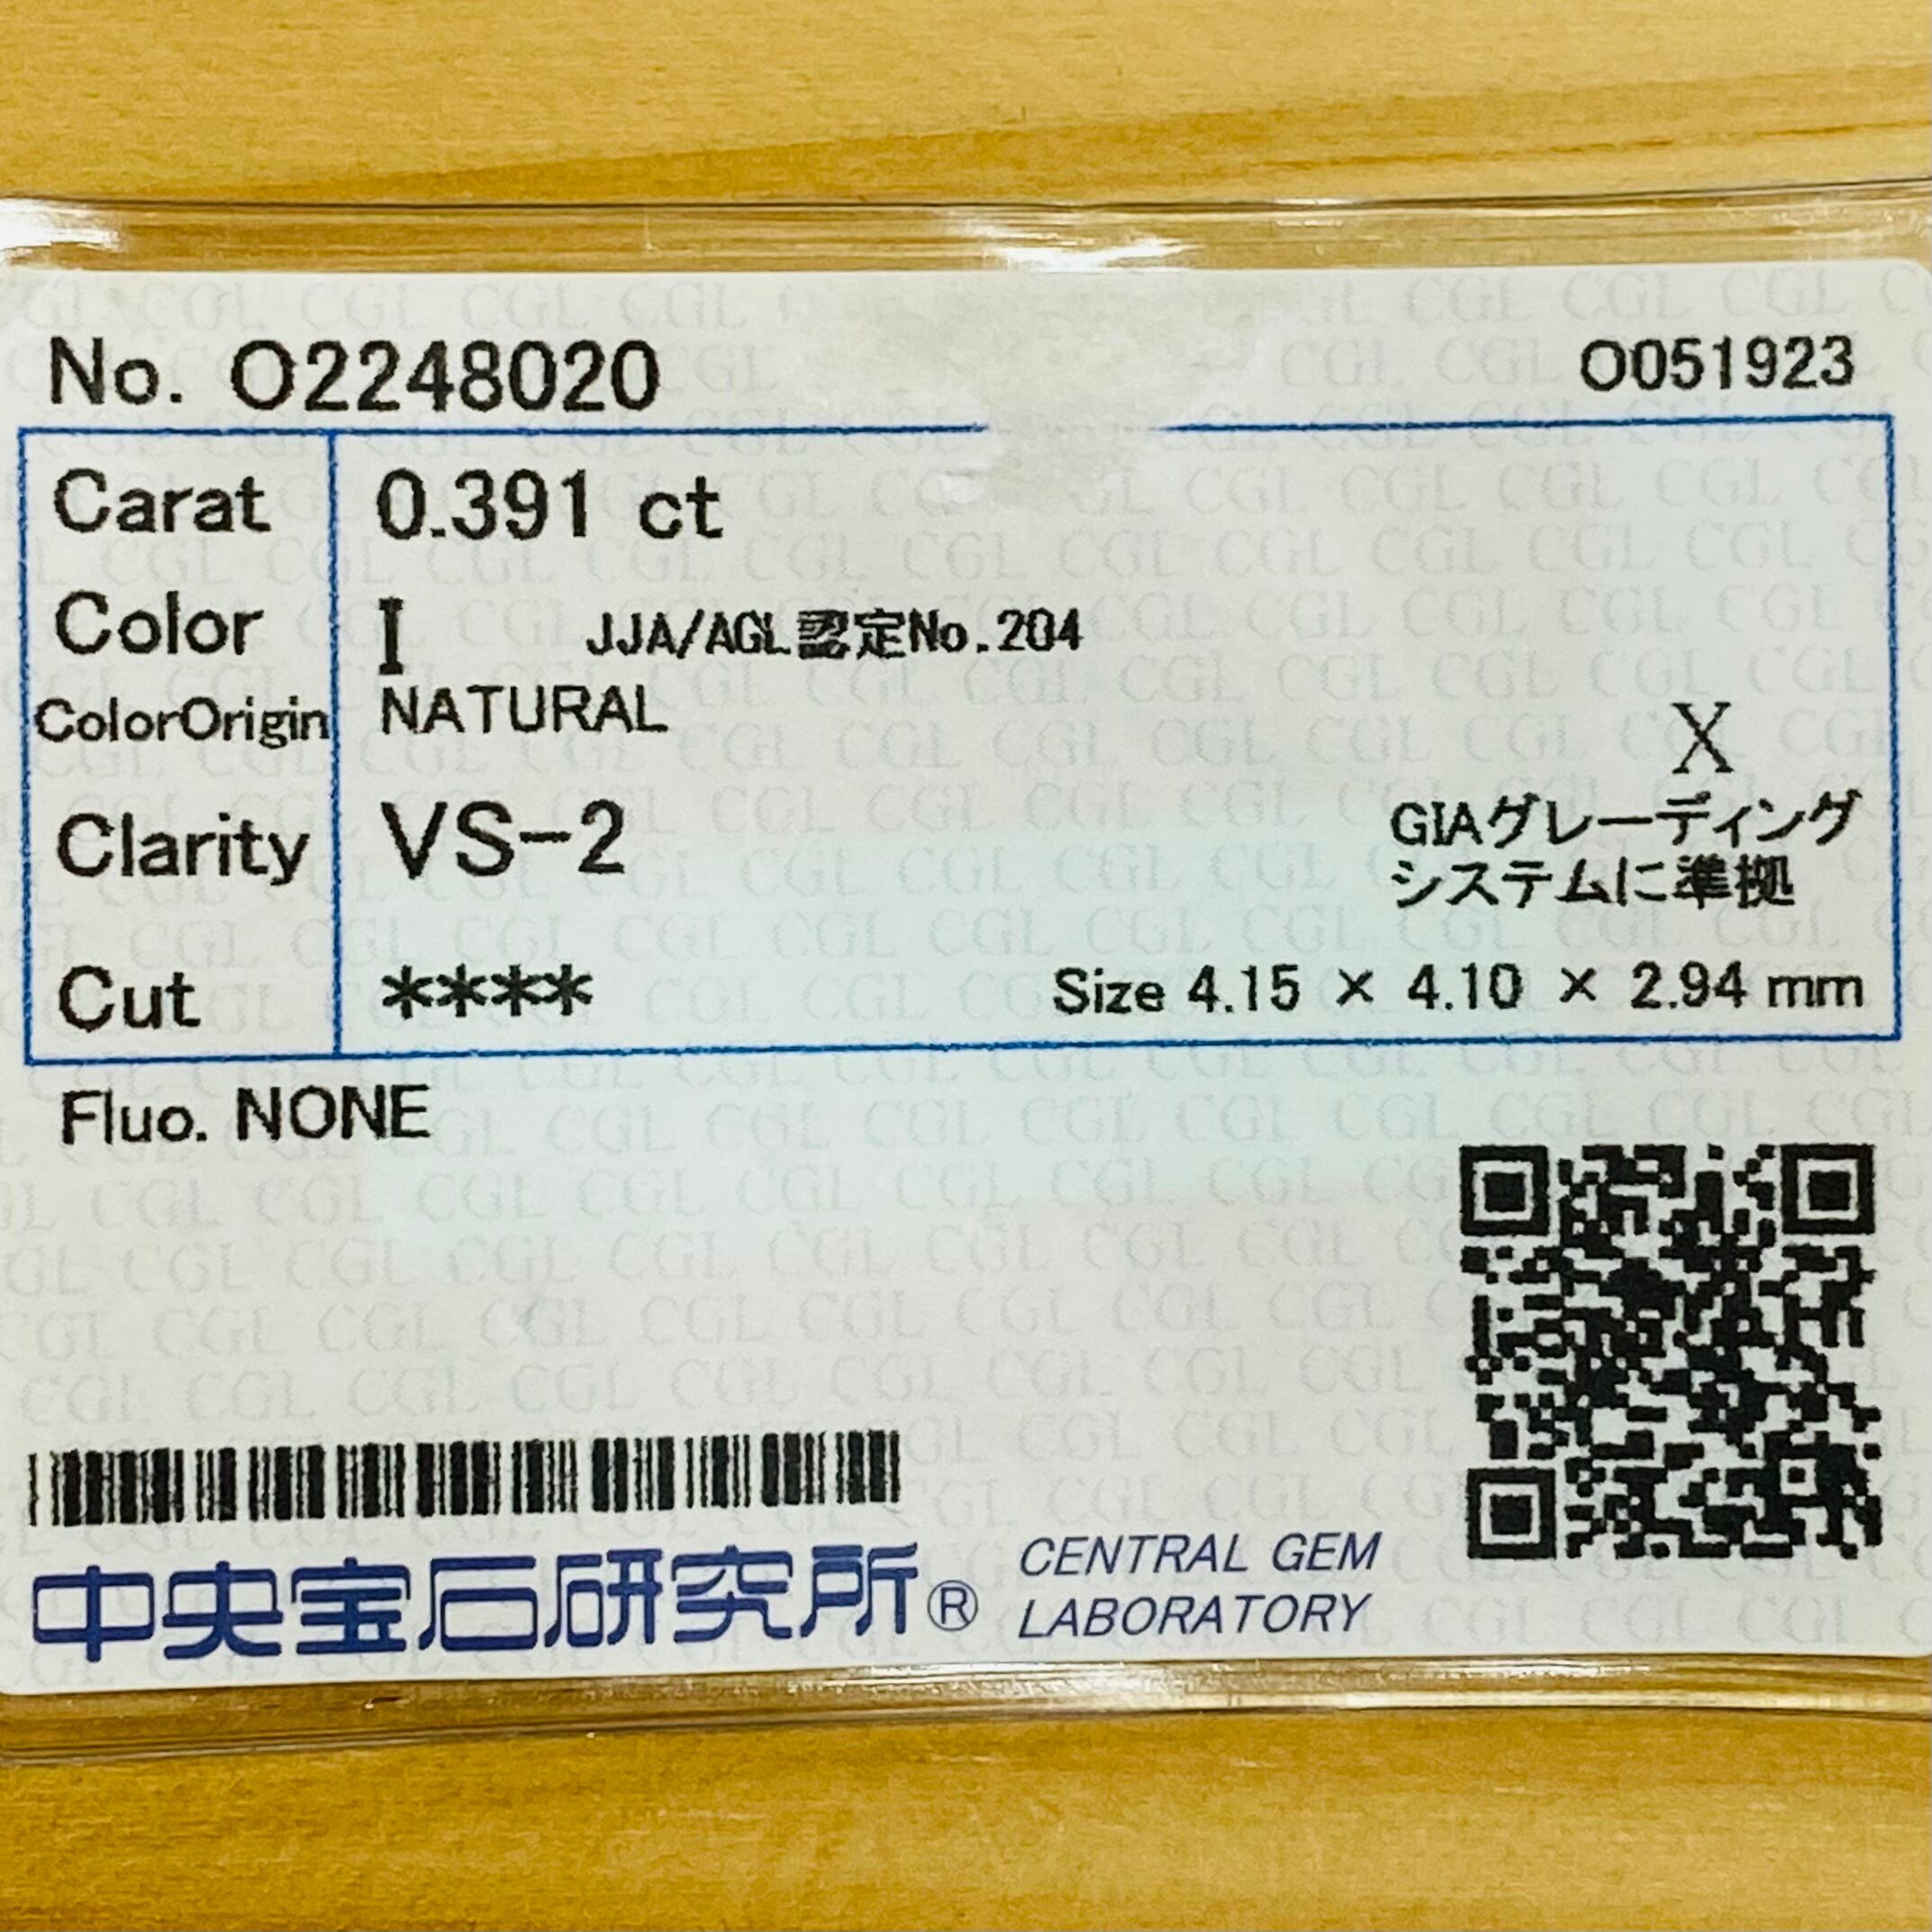 No. O2248020
O051923
Carat 0.391 ct
Color I JJA/AGL認定No.204
ColorOrigin NATURAL
X
Clarity VS-2
GIAグレーディング
システムに準拠
Cut **** Size 4.15 × 4.10 × 2.94 mm
Fluo. NONE
中央宝石研究所® CENTRAL GEM
LABORATORY